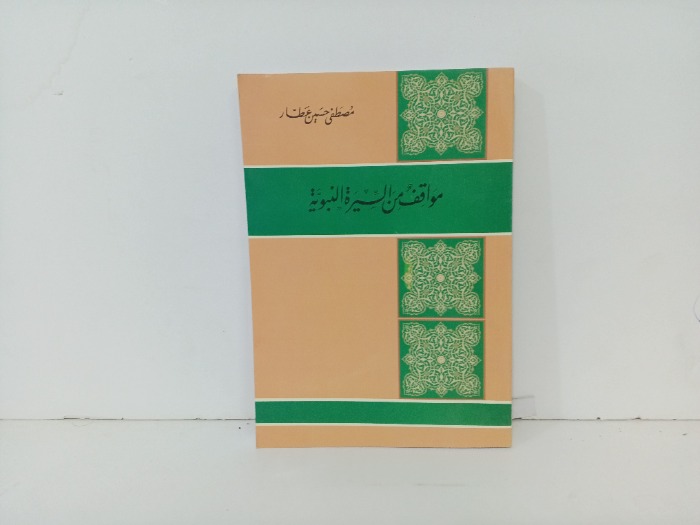 مصطفى حسين عطار
مواقف من السيرة النبوية